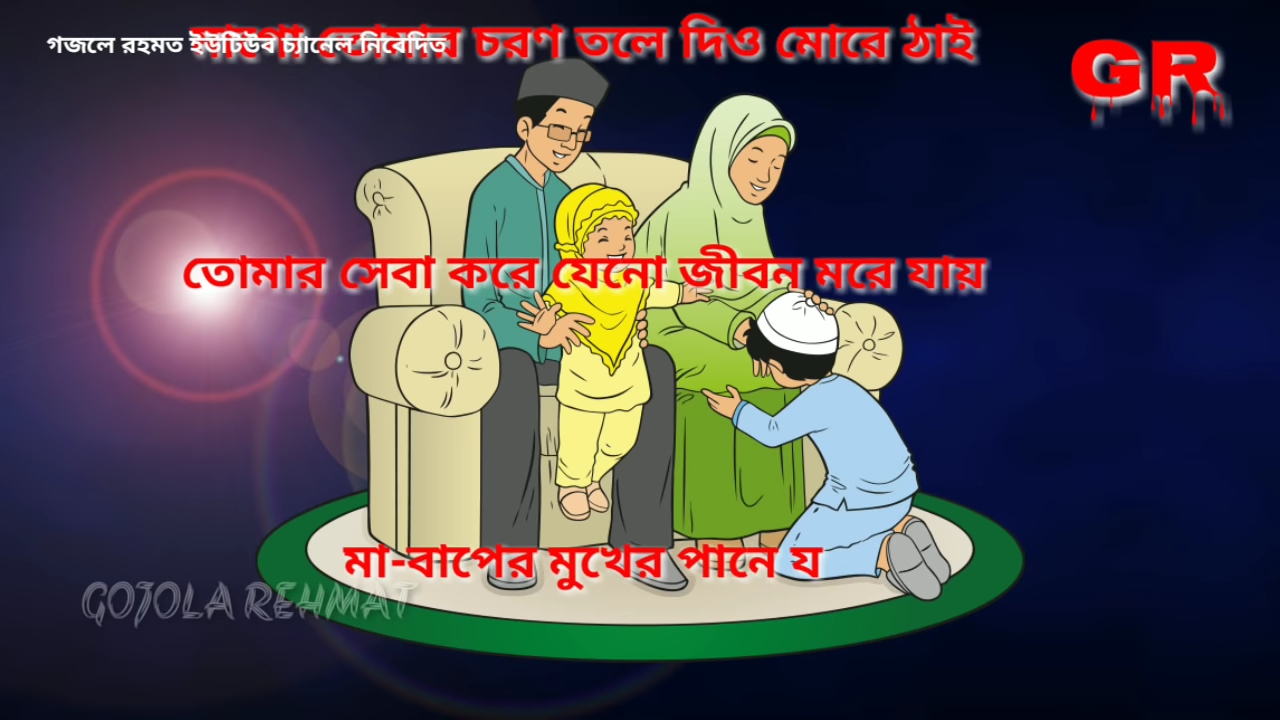 মাগো তোমার চরণ তলে দিও মোরে ঠাই
গজলে রহমত ইউটিউব চ্যানেল নিবেদিত
GR
তোমার সেবা করে যেনো জীবন মরে যায়
মা-বাপের মুখের পানে য
GOJOLA REHMAT